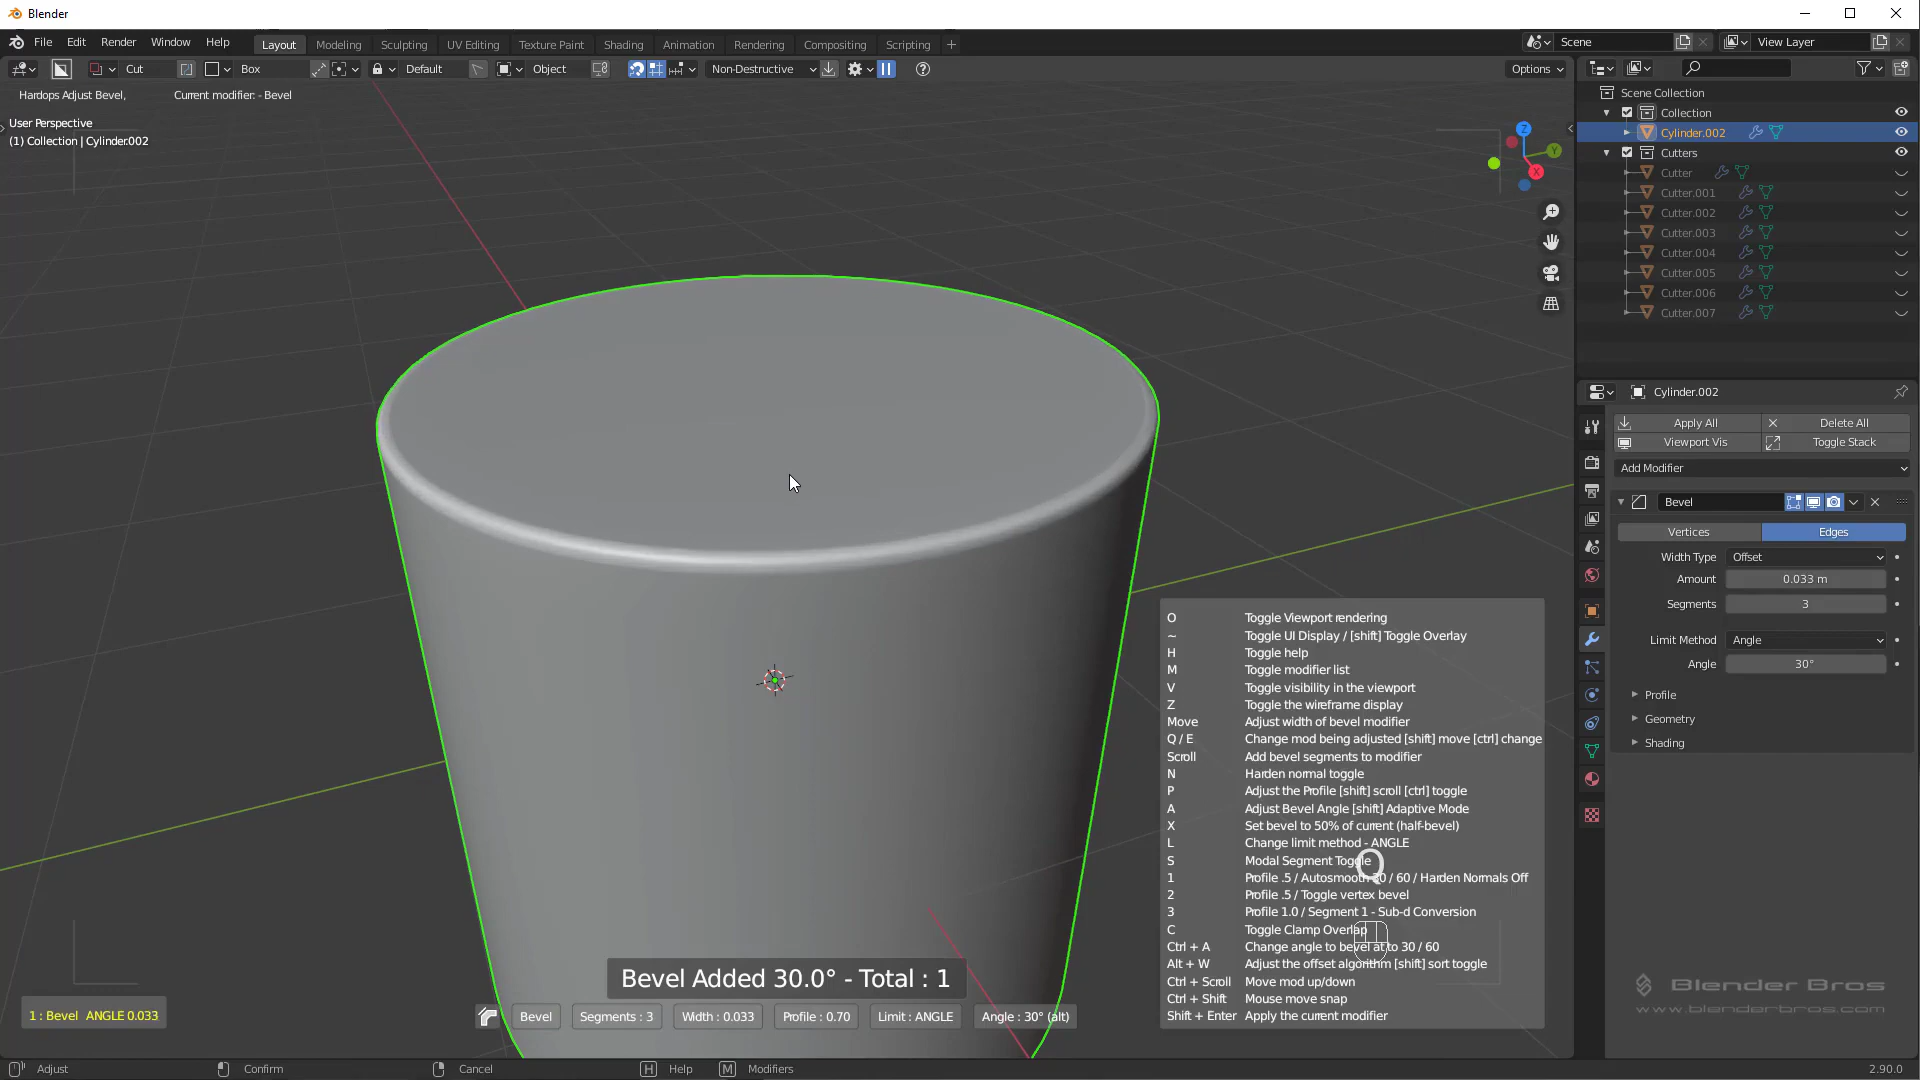 Blender
File Edit Render Window Help Layout Modeling Sculpting UV Editing Texture Paint Shading Animation Rendering Compositing Scripting + Scene View Layer
Cut Box Default Object Non-Destructive Options
Hardops Adjust Bevel, Current modifier: - Bevel
User Perspective
(1) Collection | Cylinder.002
Z
Y
X
Scene Collection
Collection
Cylinder.002
Cutters
Cutter
Cutter.001
Cutter.002
Cutter.003
Cutter.004
Cutter.005
Cutter.006
Cutter.007
Cylinder.002
Apply All Delete All
Viewport Vis Toggle Stack
Add Modifier
Bevel
Vertices Edges
Width Type Offset
Amount 0.033 m
Segments 3
Limit Method Angle
Angle 30°
Profile
Geometry
Shading
O Toggle Viewport rendering
~ Toggle UI Display / [shift] Toggle Overlay
H Toggle help
M Toggle modifier list
V Toggle visibility in the viewport
Z Toggle the wireframe display
Move Adjust width of bevel modifier
Q / E Change mod being adjusted [shift] move [ctrl] change
Scroll Add bevel segments to modifier
N Harden normal toggle
P Adjust the Profile [shift] scroll [ctrl] toggle
A Adjust Bevel Angle [shift] Adaptive Mode
X Set bevel to 50% of current (half-bevel)
L Change limit method - ANGLE
S Modal Segment Toggle
Q
1 Profile .5 / Autosmooth 30 / 60 / Harden Normals Off
2 Profile .5 / Toggle vertex bevel
3 Profile 1.0 / Segment 1 - Sub-d Conversion
C Toggle Clamp Overlap
Ctrl + A Change angle to bevel at to 30 / 60
Alt + W Adjust the offset algorithm [shift] sort toggle
Ctrl + Scroll Move mod up/down
Ctrl + Shift Mouse move snap
Shift + Enter Apply the current modifier
Bevel Added 30.0° - Total : 1
1 : Bevel ANGLE 0.033
Bevel Segments : 3 Width : 0.033 Profile : 0.70 Limit : ANGLE Angle : 30° (alt)
Blender Bros
www.blenderbros.com
Adjust Confirm Cancel H Help M Modifiers 2.90.0